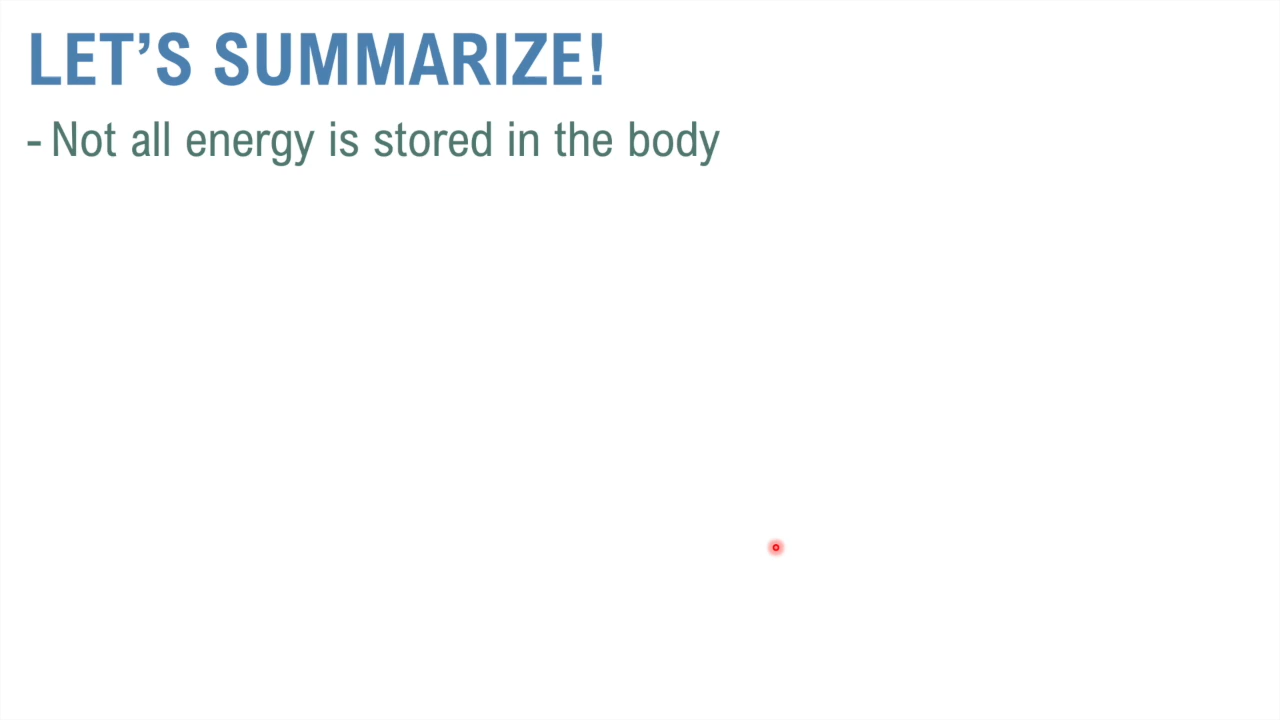 LET’S SUMMARIZE!
- Not all energy is stored in the body